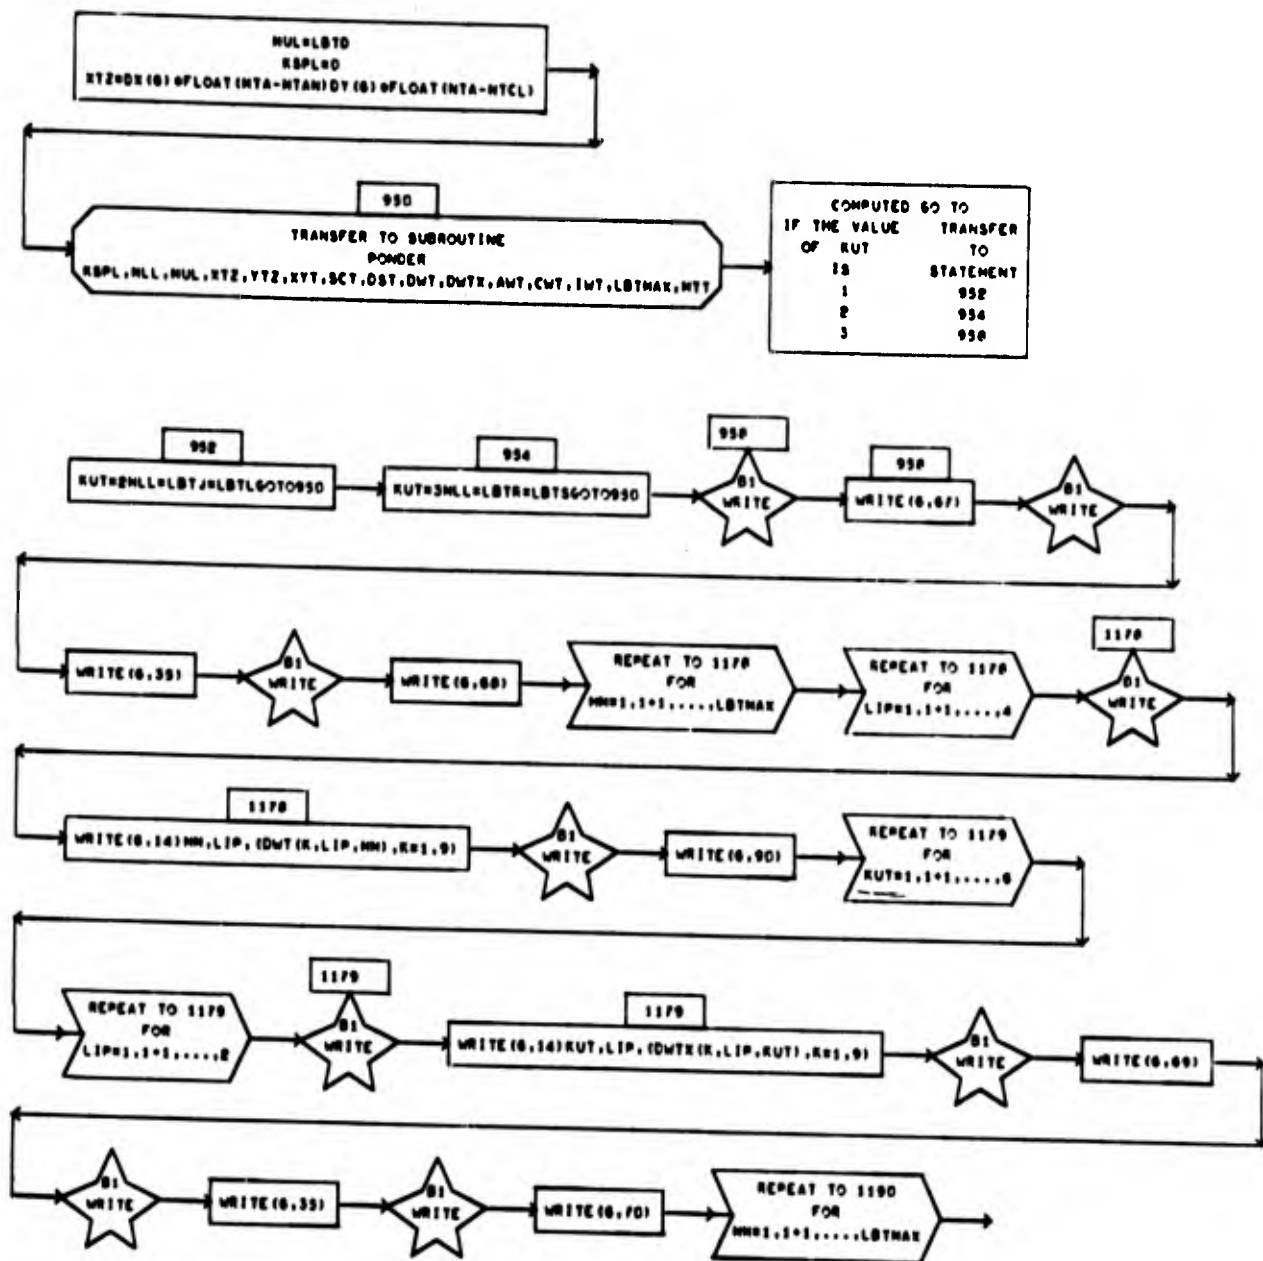 NUL=LBTD
KSPL=0
XTZ=DX(6)*FLOAT(NTA-NTAN)DY(6)*FLOAT(NTA-NTCL)
950
TRANSFER TO SUBROUTINE
PONDER
KSPL,NLL,NUL,XTZ,YTZ,XYT,SCT,DST,DWT,DWTX,AWT,CWT,IWT,LBTMAX,NTT
COMPUTED GO TO
IF THE VALUE TRANSFER
OF KUT TO
IS STATEMENT
1 952
2 954
3 958
952
KUT=2NLL=LBTJ=LBTLGOTO950
954
KUT=3NLL=LBTR=LBTSGOTO950
958
B1
WRITE
958
WRITE(6,67)
B1
WRITE
WRITE(6,35)
B1
WRITE
WRITE(6,68)
REPEAT TO 1178
FOR
MM=1,1+1,....,LBTMAX
REPEAT TO 1178
FOR
LIP=1,1+1,....,4
1178
B1
WRITE
1178
WRITE(6,14)MM,LIP,(DWT(K,LIP,MM),K=1,9)
B1
WRITE
WRITE(6,90)
REPEAT TO 1179
FOR
KUT=1,1+1,....,6
REPEAT TO 1179
FOR
LIP=1,1+1,....,2
1179
B1
WRITE
1179
WRITE(6,14)KUT,LIP,(DWTX(K,LIP,KUT),K=1,9)
B1
WRITE
WRITE(6,69)
B1
WRITE
WRITE(6,35)
B1
WRITE
WRITE(6,70)
REPEAT TO 1190
FOR
MM=1,1+1,....,LBTMAX